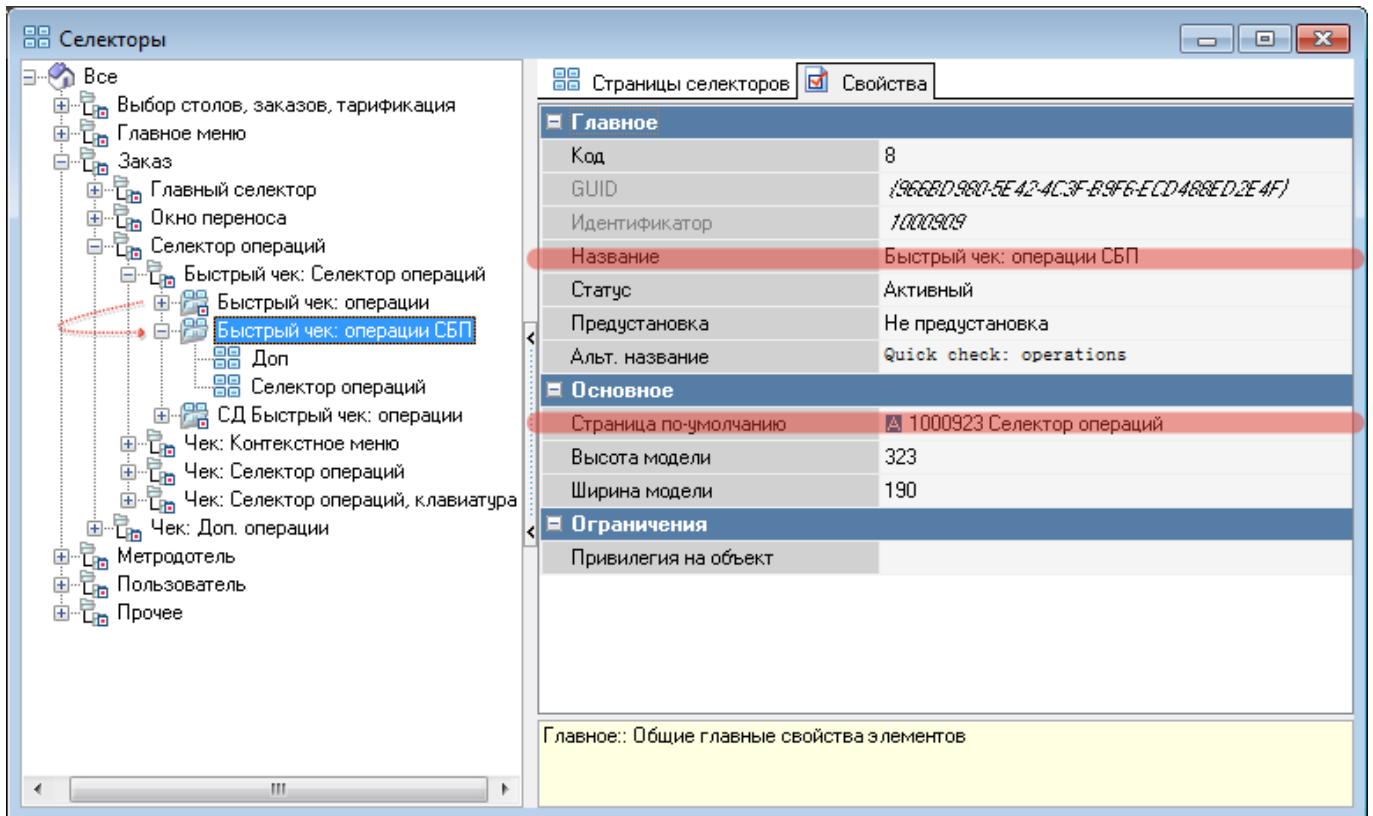 Селекторы
Все
Выбор столов, заказов, тарификация
Главное меню
Заказ
Главный селектор
Окно переноса
Селектор операций
Быстрый чек: Селектор операций
Быстрый чек: операции
Быстрый чек: операции СБП
Доп
Селектор операций
СД Быстрый чек: операции
Чек: Контекстное меню
Чек: Селектор операций
Чек: Селектор операций, клавиатура
Чек: Доп. операции
Метродотель
Пользователь
Прочее
Страницы селекторов Свойства
Главное
Код 8
GUID {966BD980-5E42-4C3F-B9F6-ECD488ED2E4F}
Идентификатор 1000909
Название Быстрый чек: операции СБП
Статус Активный
Предустановка Не предустановка
Альт. название Quick check: operations
Основное
Страница по-умолчанию A 1000923 Селектор операций
Высота модели 323
Ширина модели 190
Ограничения
Привилегия на объект
Главное:: Общие главные свойства элементов